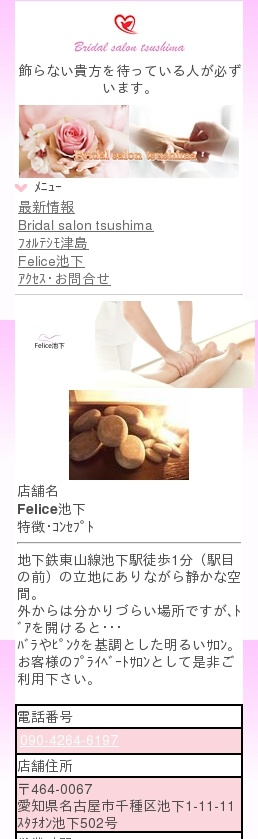 Bridal salon tsushima
飾らない貴方を待っている人が必ず
います。
Bridal salon tsushima
ﾒﾆｭｰ
最新情報
Bridal salon tsushima
ﾌｫﾙﾃｼﾓ津島
Felice池下
ｱｸｾｽ･お問合せ
Felice池下
店舗名
Felice池下
特徴･ｺﾝｾﾌﾟﾄ
地下鉄東山線池下駅徒歩1分（駅目
の前）の立地にありながら静かな空
間。
外からは分かりづらい場所ですが､ﾄ
ﾞｱを開けると･･･
ﾊﾞﾗやﾋﾟﾝｸを基調とした明るいｻﾛﾝ。
お客様のﾌﾟﾗｲﾍﾞｰﾄｻﾛﾝとして是非ご
利用下さい。
電話番号
090-4264-6197
店舗住所
〒464-0067
愛知県名古屋市千種区池下1-11-11
ｽﾀﾁｵﾝ池下502号